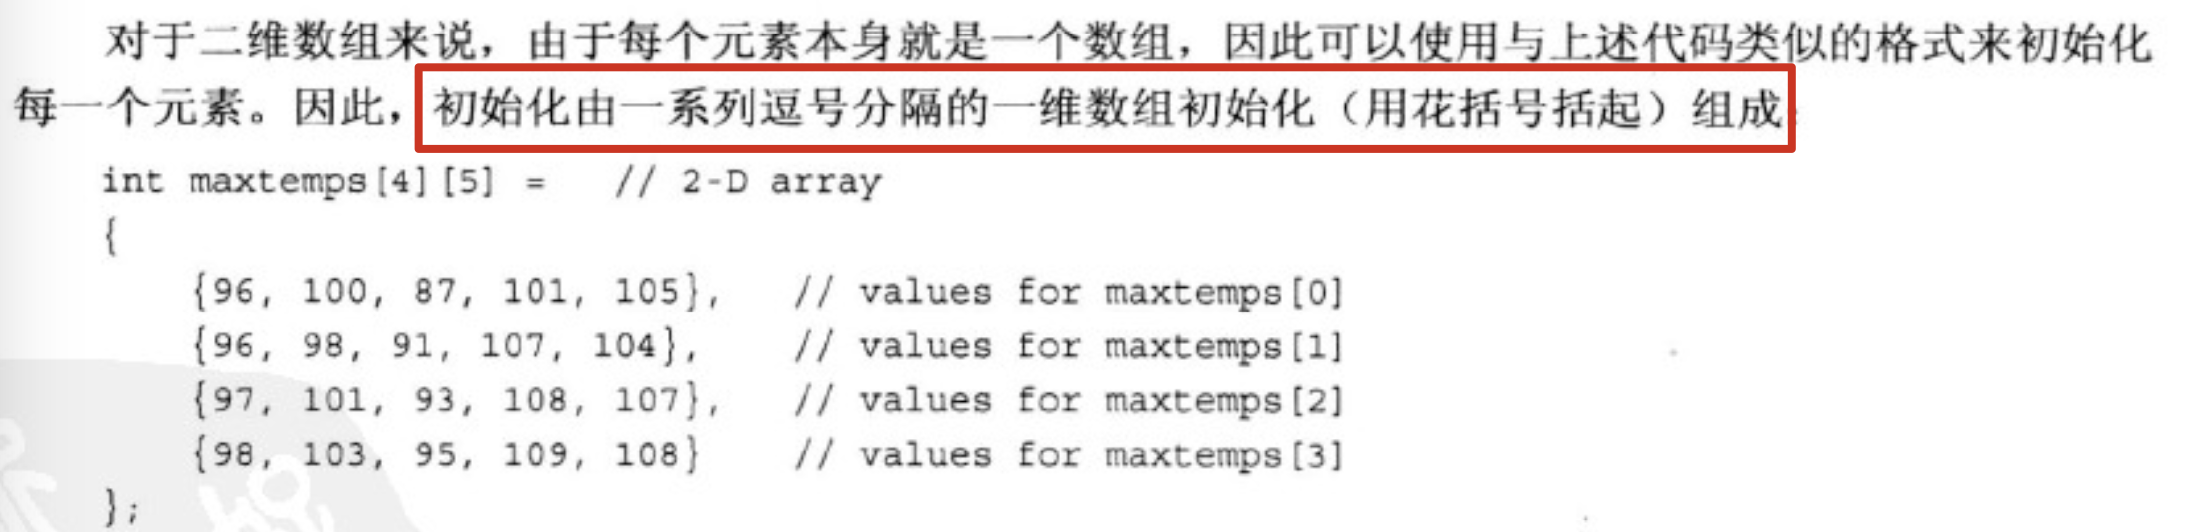 对于二维数组来说，由于每个元素本身就是一个数组，因此可以使用与上述代码类似的格式来初始化
每一个元素。因此，初始化由一系列逗号分隔的一维数组初始化（用花括号括起）组成
int maxtemps[4][5] =   // 2-D array
{
    {96, 100, 87, 101, 105},   // values for maxtemps[0]
    {96, 98, 91, 107, 104},    // values for maxtemps[1]
    {97, 101, 93, 108, 107},   // values for maxtemps[2]
    {98, 103, 95, 109, 108}    // values for maxtemps[3]
};